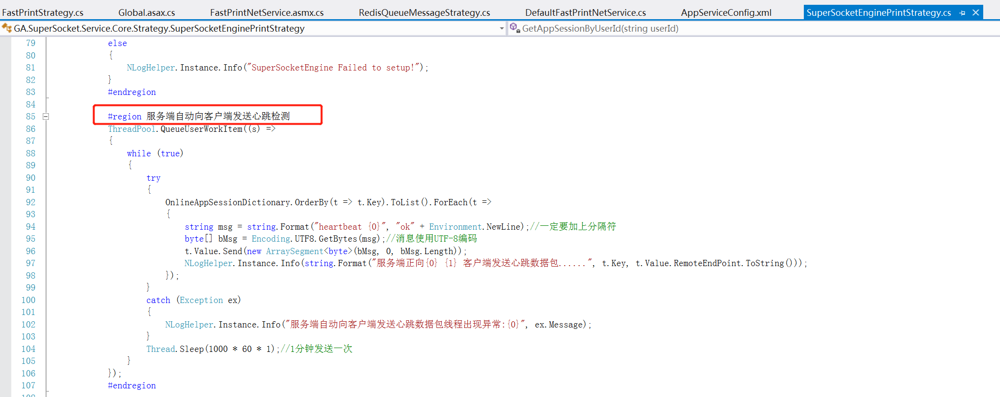 FastPrintStrategy.cs Global.asax.cs FastPrintNetService.asmx.cs RedisQueueMessageStrategy.cs DefaultFastPrintNetService.cs AppServiceConfig.xml SuperSocketEnginePrintStrategy.cs
GA.SuperSocket.Service.Core.Strategy.SuperSocketEnginePrintStrategy GetAppSessionByUserId(string userId)
79 else
80 {
81 NLogHelper.Instance.Info("SuperSocketEngine Failed to setup!");
82 }
83 #endregion
84
85 #region 服务端自动向客户端发送心跳检测
86 ThreadPool.QueueUserWorkItem((s) =>
87 {
88 while (true)
89 {
90 try
91 {
92 OnlineAppSessionDictionary.OrderBy(t => t.Key).ToList().ForEach(t =>
93 {
94 string msg = string.Format("heartbeat {0}", "ok" + Environment.NewLine);//一定要加上分隔符
95 byte[] bMsg = Encoding.UTF8.GetBytes(msg);//消息使用UTF-8编码
96 t.Value.Send(new ArraySegment<byte>(bMsg, 0, bMsg.Length));
97 NLogHelper.Instance.Info(string.Format("服务端正向{0} {1} 客户端发送心跳数据包......", t.Key, t.Value.RemoteEndPoint.ToString()));
98 });
99 }
100 catch (Exception ex)
101 {
102 NLogHelper.Instance.Info("服务端自动向客户端发送心跳数据包线程出现异常:{0}", ex.Message);
103 }
104 Thread.Sleep(1000 * 60 * 1);//1分钟发送一次
105 }
106 });
107 #endregion